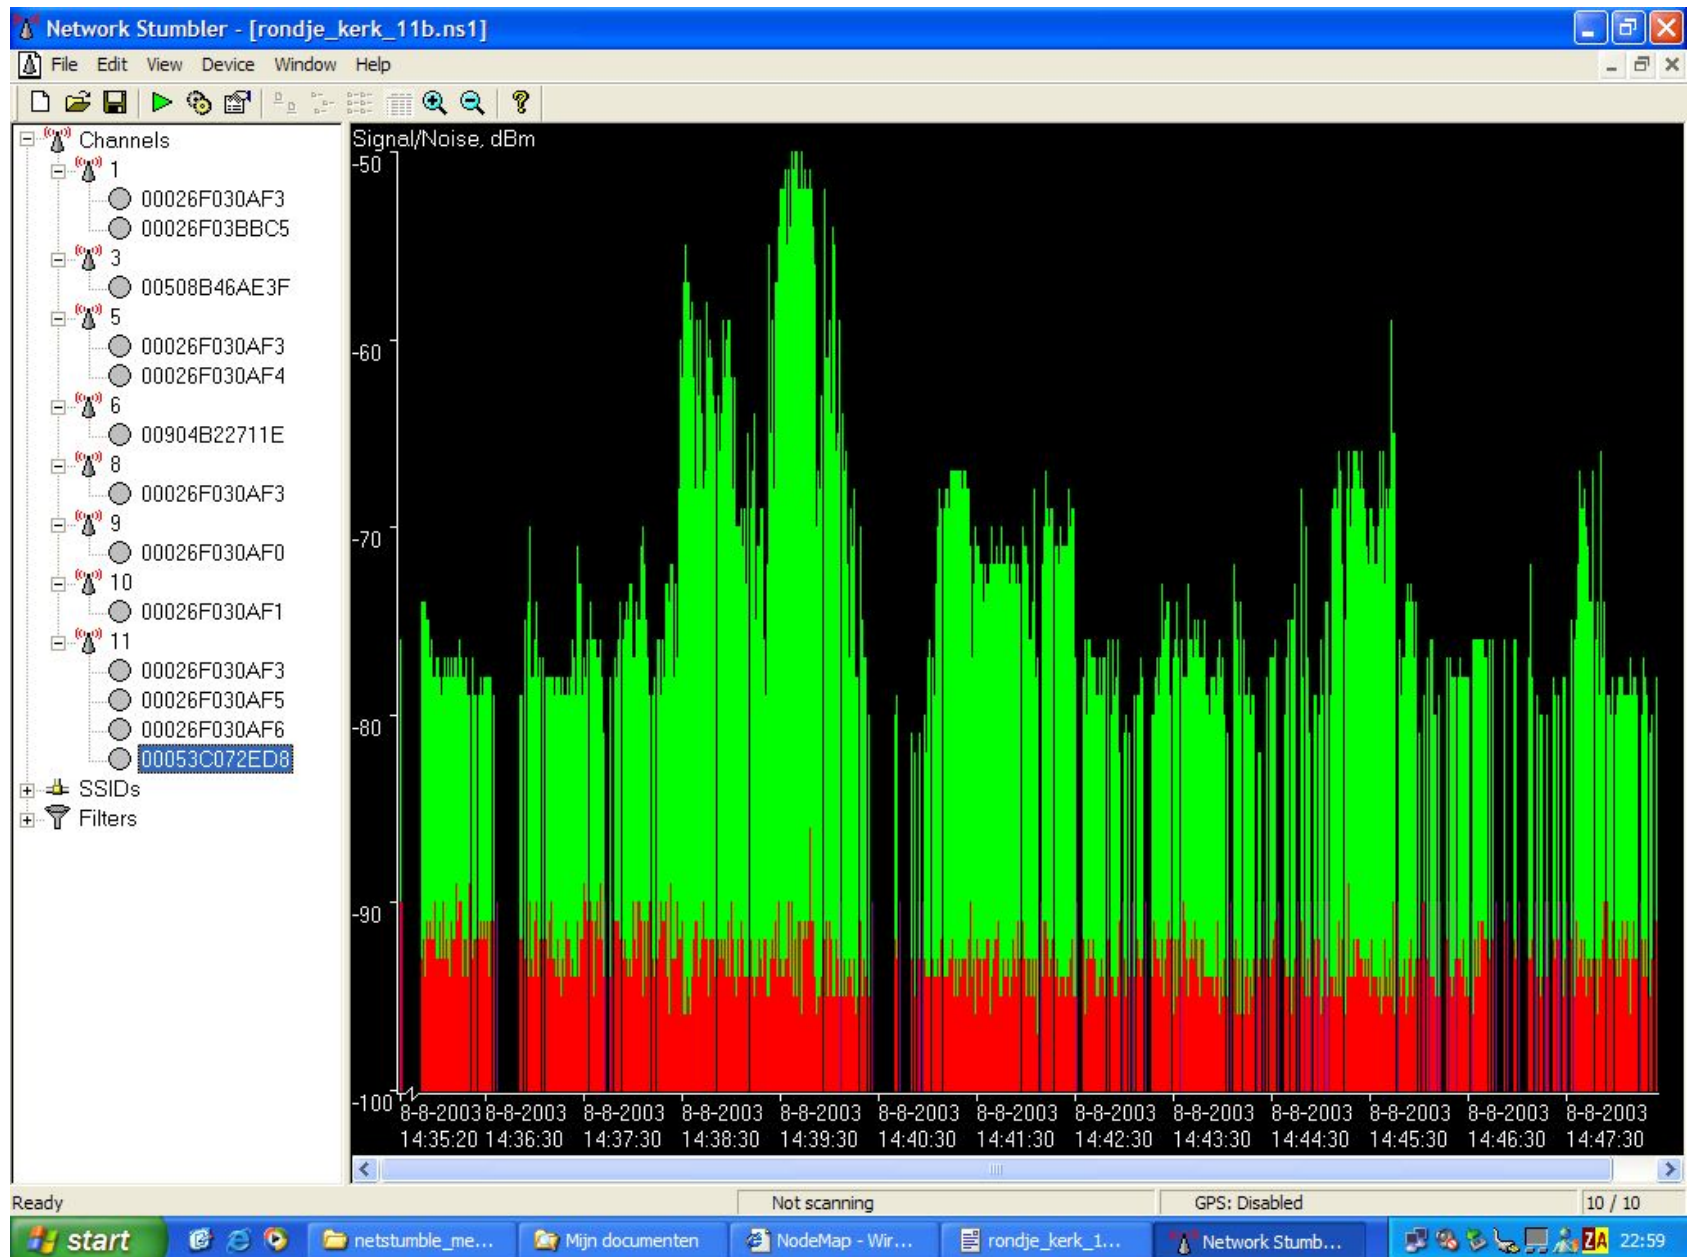 Network Stumbler - [rondje_kerk_11b.ns1]
File Edit View Device Window Help
Channels
1
00026F030AF3
00026F03BBC5
3
00508B46AE3F
5
00026F030AF3
00026F030AF4
6
00904B22711E
8
00026F030AF3
9
00026F030AF0
10
00026F030AF1
11
00026F030AF3
00026F030AF5
00026F030AF6
00053C072ED8
SSIDs
Filters
Signal/Noise, dBm
-50
-60
-70
-80
-90
-100
8-8-2003 8-8-2003 8-8-2003 8-8-2003 8-8-2003 8-8-2003 8-8-2003 8-8-2003 8-8-2003 8-8-2003 8-8-2003 8-8-2003 8-8-2003
14:35:20 14:36:30 14:37:30 14:38:30 14:39:30 14:40:30 14:41:30 14:42:30 14:43:30 14:44:30 14:45:30 14:46:30 14:47:30
Ready Not scanning GPS: Disabled 10 / 10
start netstumble_me... Mijn documenten NodeMap - Wir... rondje_kerk_1... Network Stumb... ZA 22:59